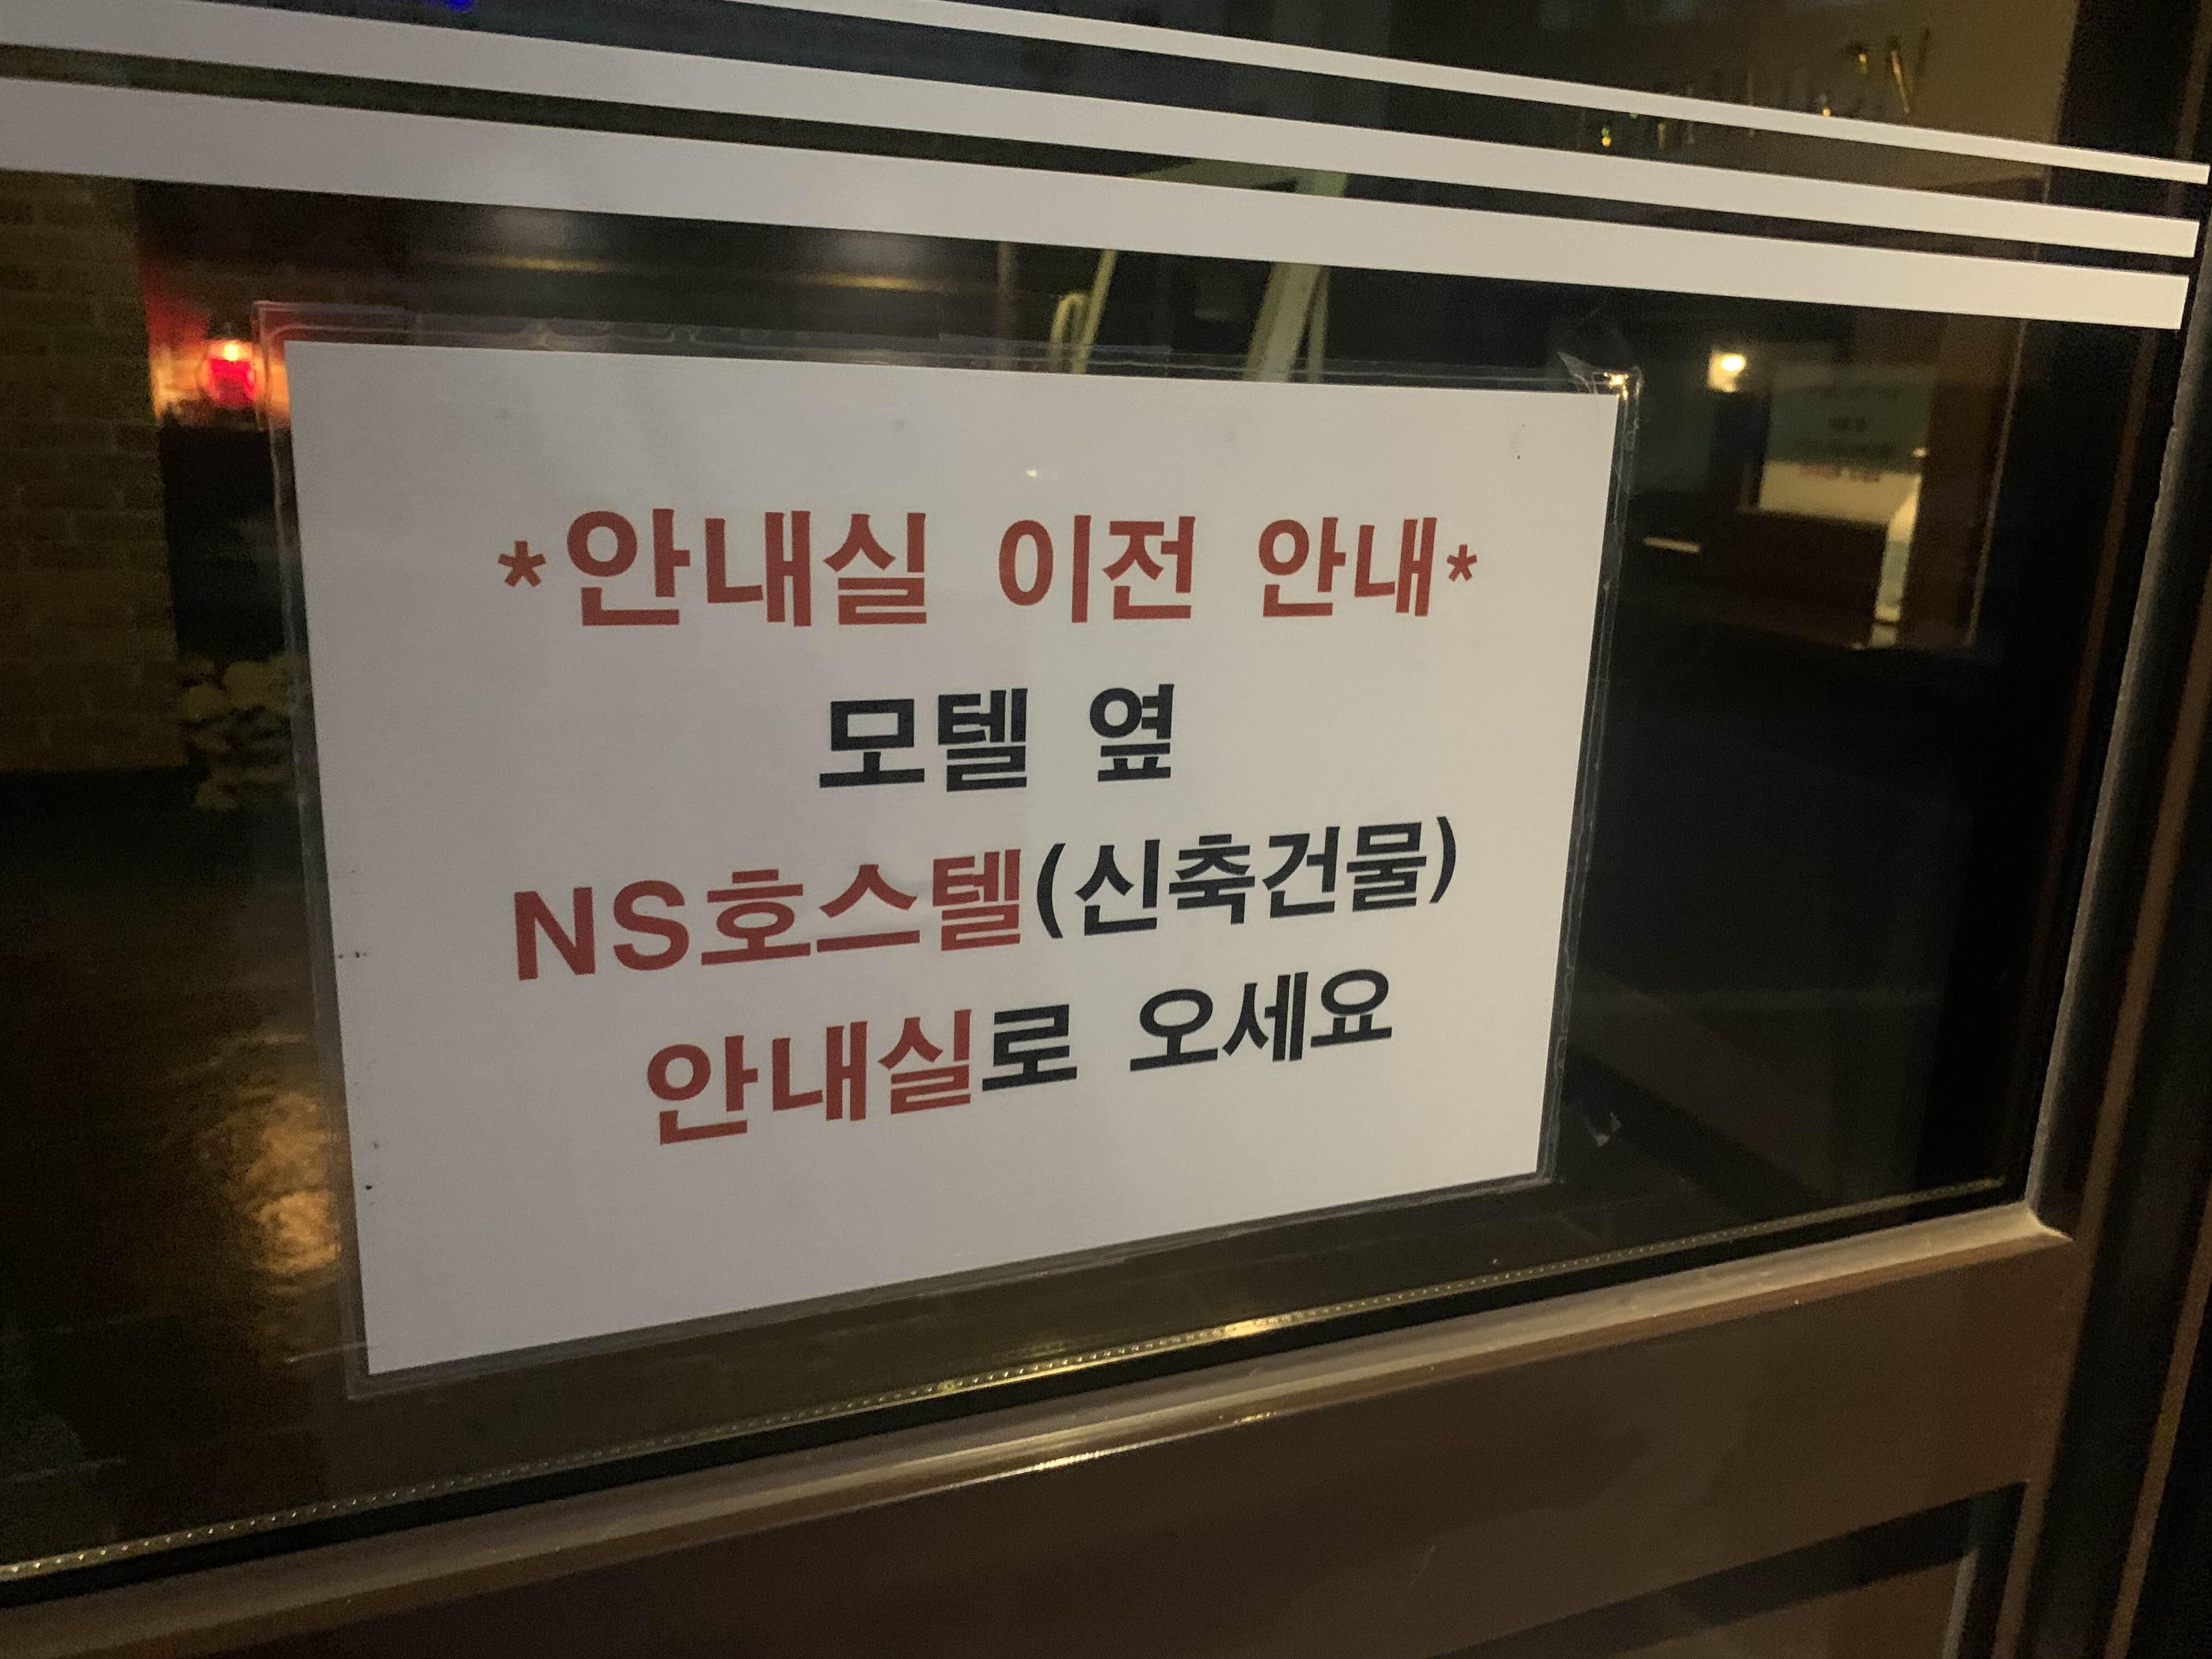 *안내실 이전 안내*
모텔 옆
NS호스텔(신축건물)
안내실로 오세요